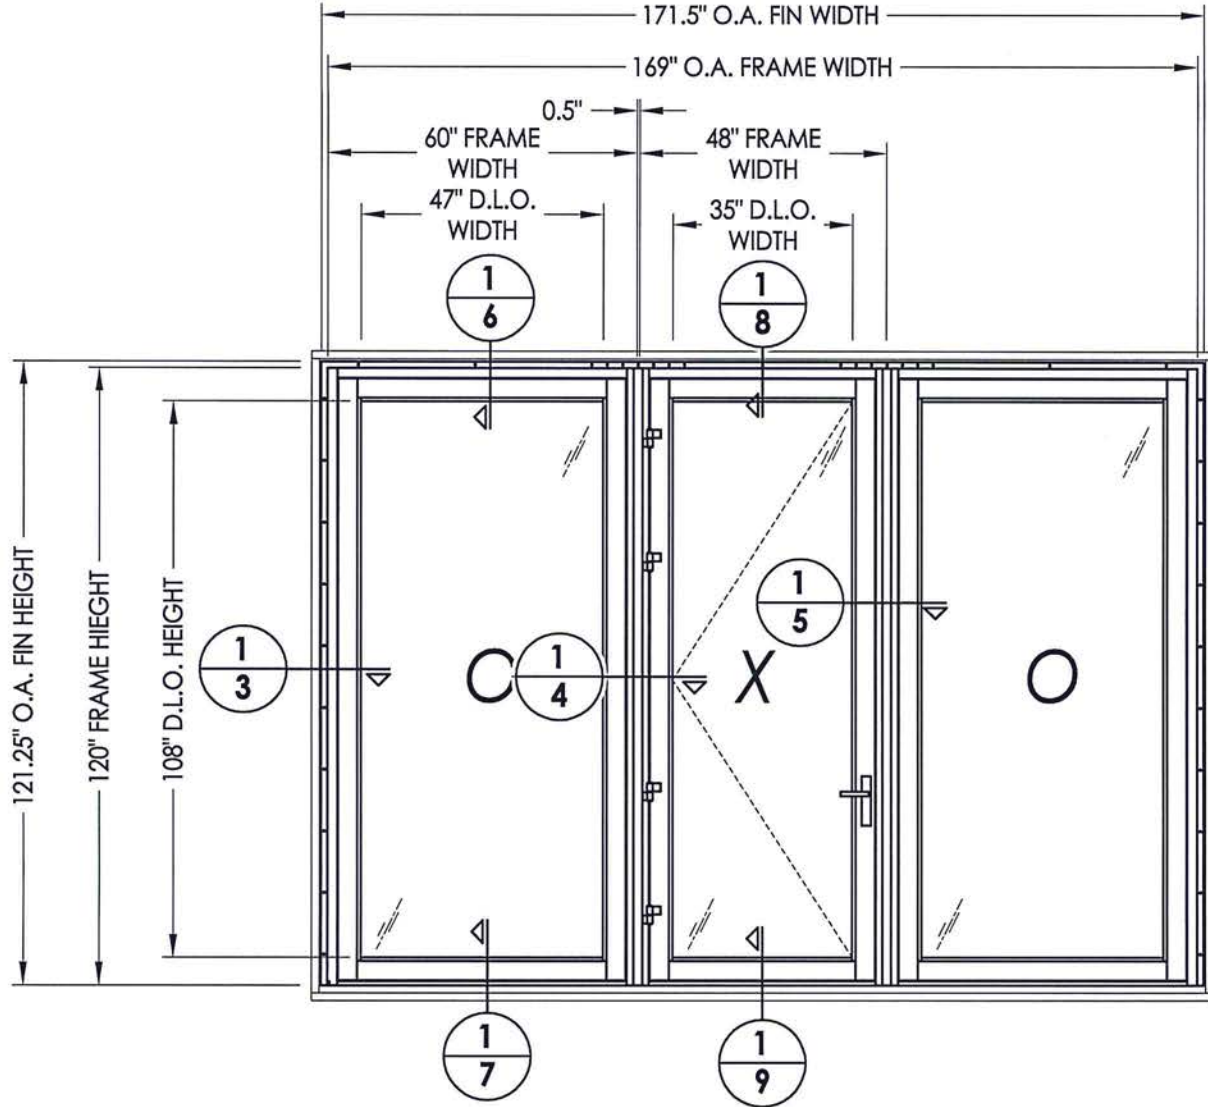 171.5" O.A. FIN WIDTH
169" O.A. FRAME WIDTH
0.5"
60" FRAME
WIDTH
48" FRAME
WIDTH
47" D.L.O.
WIDTH
35" D.L.O.
WIDTH
1
6
1
8
121.25" O.A. FIN HEIGHT
120" FRAME HIEGHT
108" D.L.O. HEIGHT
1
3
O
1
4
X
1
5
O
1
7
1
9